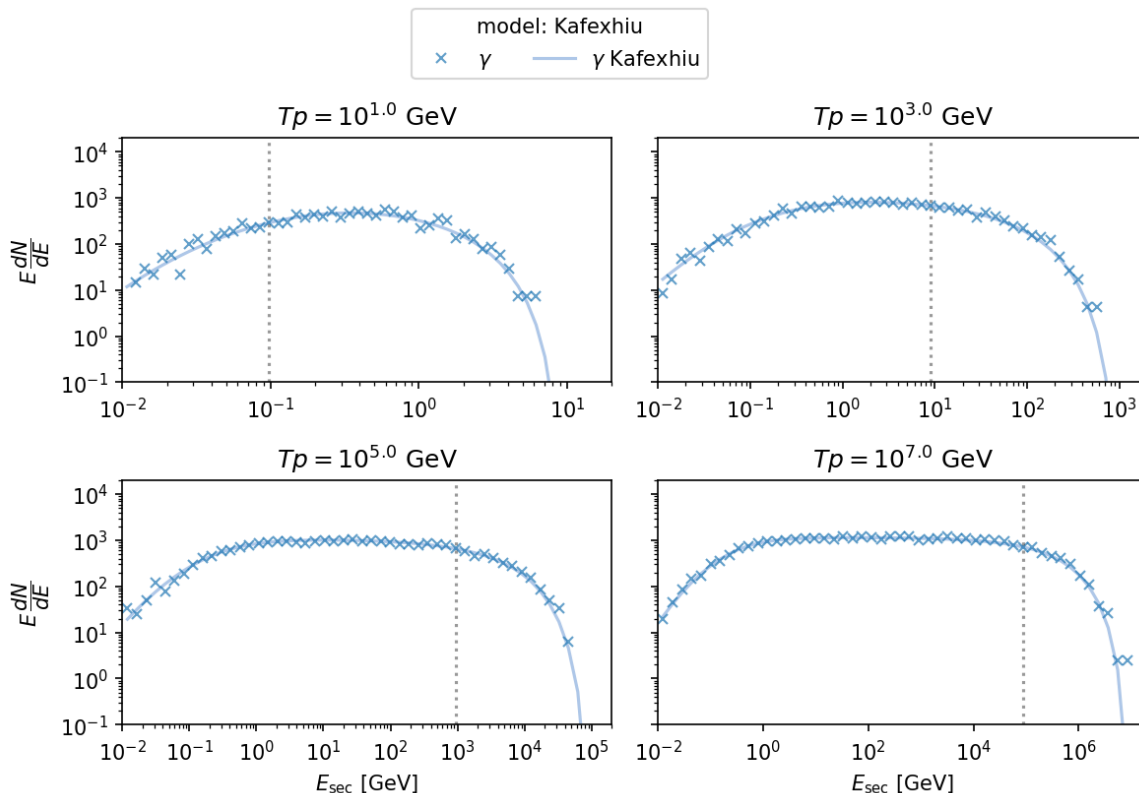 model: Kafexhiu
γ γ Kafexhiu
Tp = 10^1.0 GeV
Tp = 10^3.0 GeV
E dN/dE
10^4
10^3
10^2
10^1
10^0
10^-1
10^-2 10^-1 10^0 10^1
10^-2 10^-1 10^0 10^1 10^2 10^3
Tp = 10^5.0 GeV
Tp = 10^7.0 GeV
E dN/dE
10^4
10^3
10^2
10^1
10^0
10^-1
10^-2 10^-1 10^0 10^1 10^2 10^3 10^4 10^5
10^-2 10^0 10^2 10^4 10^6
E_sec [GeV]
E_sec [GeV]